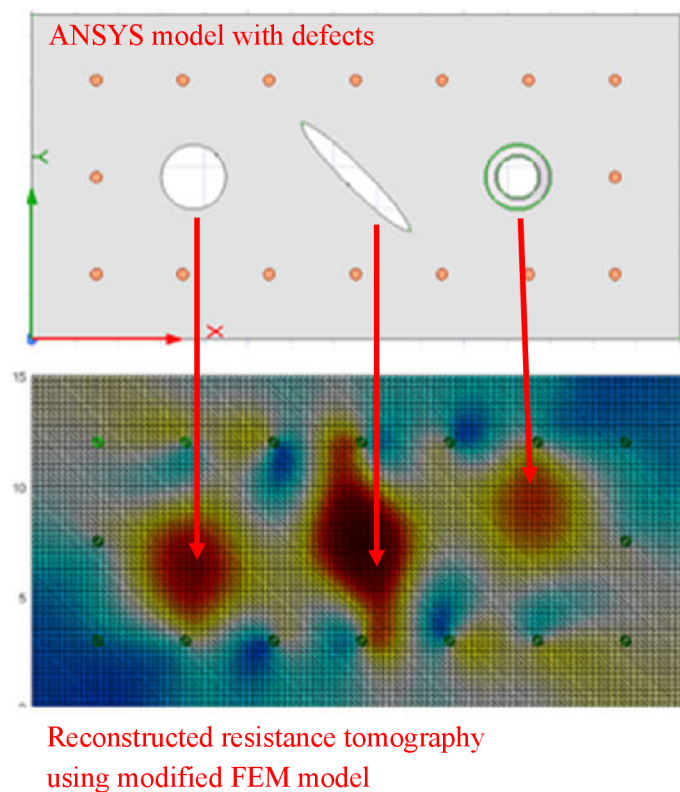 ANSYS model with defects
Y
X
15
10
5
Reconstructed resistance tomography
using modified FEM model